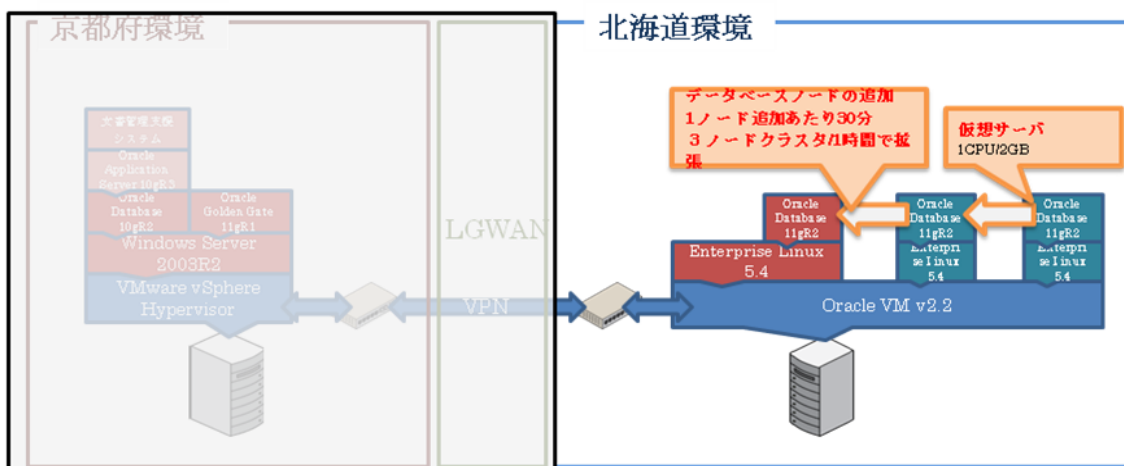 京都府環境
北海道環境
データベースノードの追加
1ノード追加あたり30分
3ノードクラスタ/1時間で拡
張
仮想サーバ
1CPU/2GB
文書管理支援
システム
Oracle
Application
Server 10gR3
Oracle
Database
10gR2
Oracle
Golden Gate
11gR1
Windows Server
2003R2
VMware vSphere
Hypervisor
LGWAN
VPN
Oracle
Database
11gR2
Oracle
Database
11gR2
Oracle
Database
11gR2
Enterprise Linux
5.4
Enterpri
se Linux
5.4
Enterpri
se Linux
5.4
Oracle VM v2.2